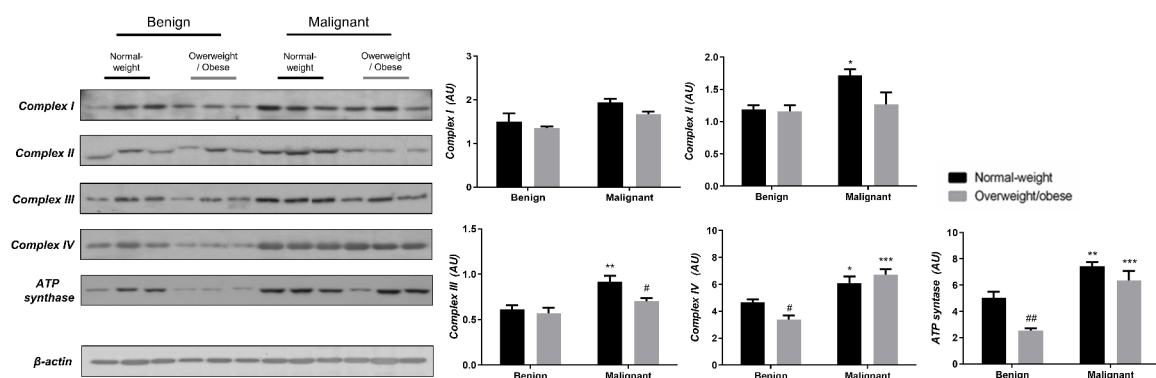 Benign
Malignant
Normal-
weight
Owerweight
/ Obese
Normal-
weight
Owerweight
/ Obese
Complex I
Complex II
Complex III
Complex IV
ATP
syntbase
β-actin
Complex I (AU)
3
2
1
0
Benign
Malignant
Complex II (AU)
2.0
1.5
1.0
0.5
0.0
*
Benign
Malignant
Normal-weight
Overweight/obese
Complex III (AU)
1.5
1.0
0.5
0.0
**
#
Benign
Malignant
Complex IV (AU)
10
8
6
4
2
0
#
*
***
Benign
Malignant
ATP syntase (AU)
10
8
6
4
2
0
##
**
***
Benign
Malignant